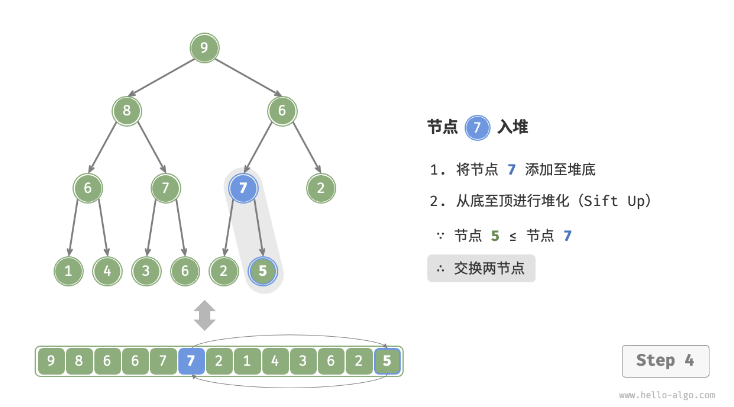 9
8 6
6 7 7 2
1 4 3 6 2 5
9 8 6 6 7 7 2 1 4 3 6 2 5
节点 7 入堆
1. 将节点 7 添加至堆底
2. 从底至顶进行堆化（Sift Up）
∵ 节点 5 ≤ 节点 7
∴ 交换两节点
Step 4
www.hello-algo.com